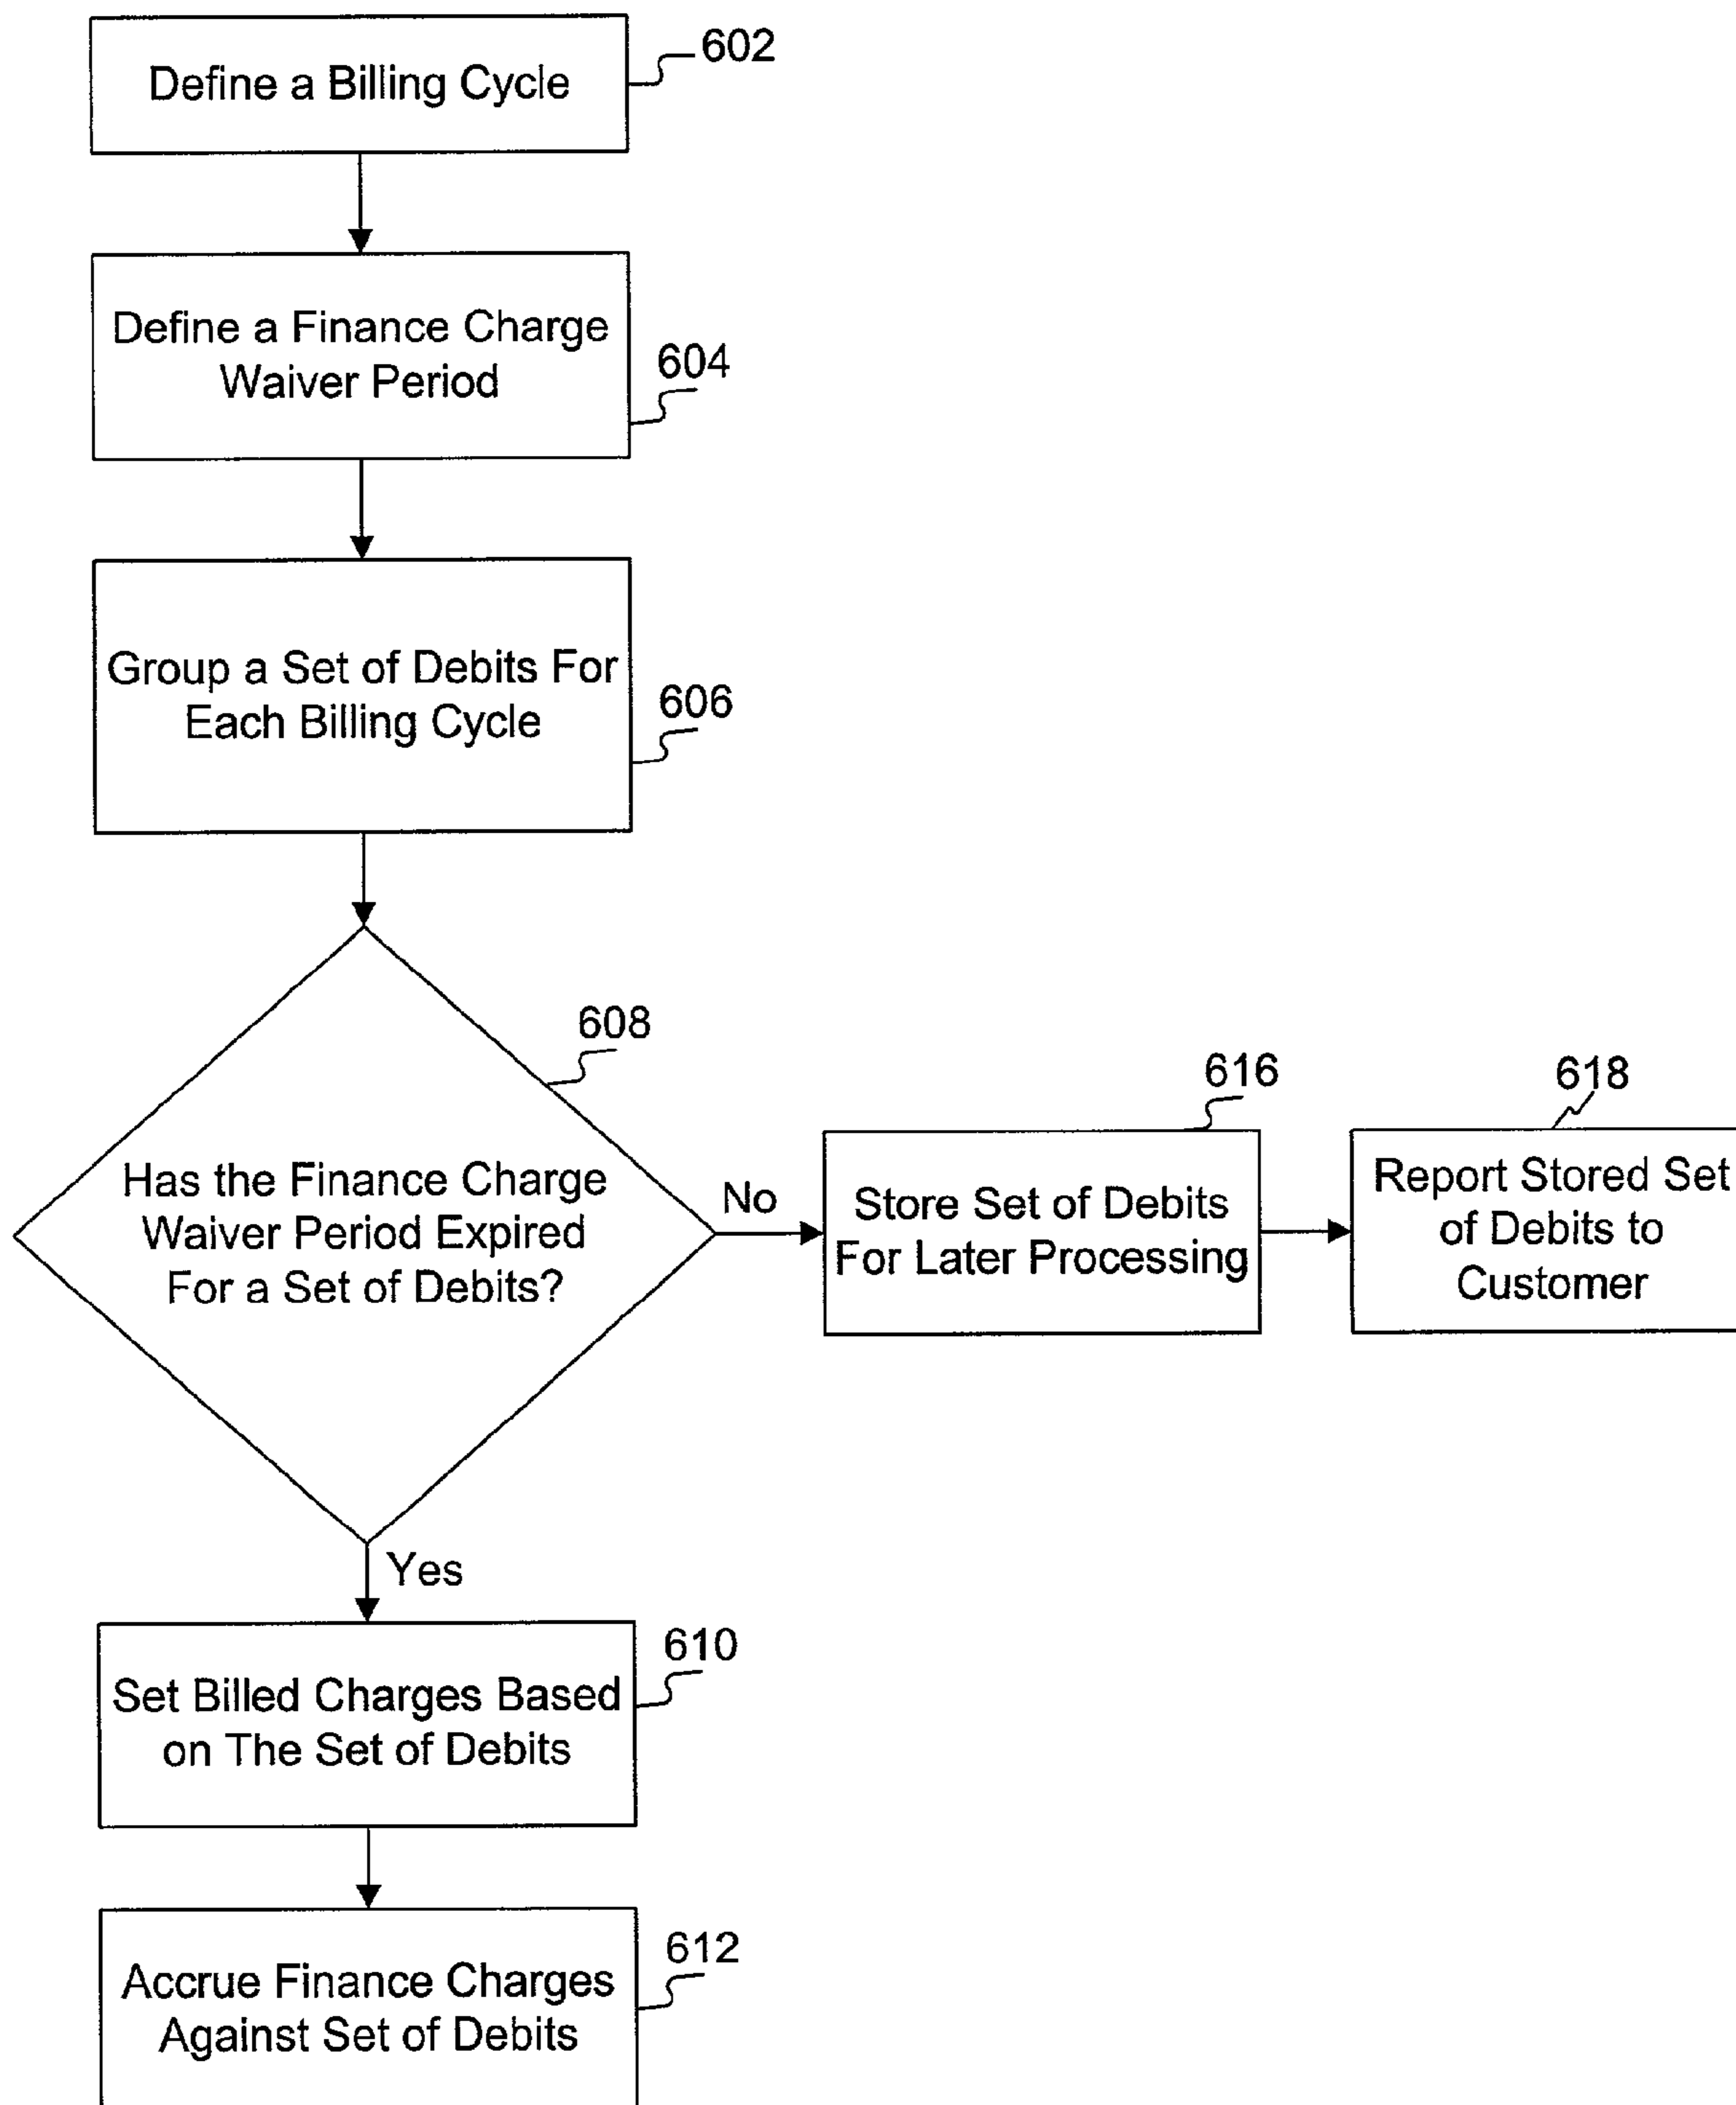 Define a Billing Cycle
602
Define a Finance Charge
Waiver Period
604
Group a Set of Debits For
Each Billing Cycle
606
608
Has the Finance Charge
Waiver Period Expired
For a Set of Debits?
No
616
Store Set of Debits
For Later Processing
618
Report Stored Set
of Debits to
Customer
Yes
610
Set Billed Charges Based
on The Set of Debits
612
Accrue Finance Charges
Against Set of Debits